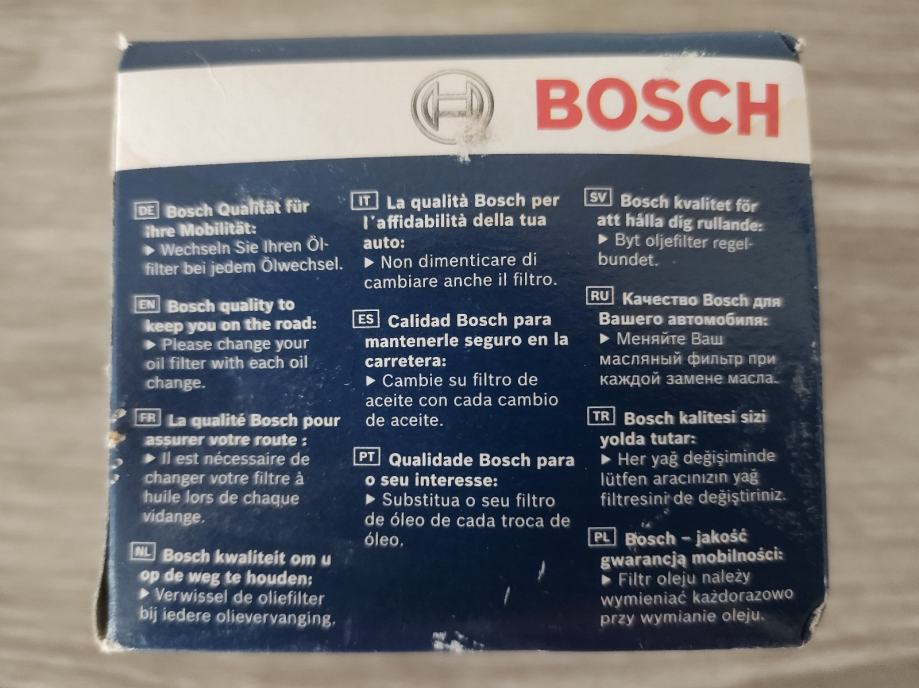 BOSCH
DE Bosch Qualität für
Ihre Mobilität:
▶ Wechseln Sie Ihren Öl-
filter bei jedem Ölwechsel.
EN Bosch quality to
keep you on the road:
▶ Please change your
oil filter with each oil
change.
FR La qualité Bosch pour
assurer votre route :
▶ Il est nécessaire de
changer votre filtre à
huile lors de chaque
vidange.
NL Bosch kwaliteit om u
op de weg te houden:
▶ Verwissel de oliefilter
bij iedere olievervanging.
IT La qualità Bosch per
l'affidabilità della tua
auto:
▶ Non dimenticare di
cambiare anche il filtro.
ES Calidad Bosch para
mantenerle seguro en la
carretera:
▶ Cambie su filtro de
aceite con cada cambio
de aceite.
PT Qualidade Bosch para
o seu interesse:
▶ Substitua o seu filtro
de óleo de cada troca de
óleo.
SV Bosch kvalitet för
att hålla dig rullande:
▶ Byt oljefilter regel-
bundet.
RU Качество Bosch для
Вашего автомобиля:
▶ Меняйте Ваш
масляный фильтр при
каждой замене масла.
TR Bosch kalitesi sizi
yolda tutar:
▶ Her yağ değişiminde
lütfen aracınızın yağ
filtresini de değiştiriniz.
PL Bosch – jakość
gwarancją mobilności:
▶ Filtr oleju należy
wymieniać każdorazowo
przy wymianie oleju.